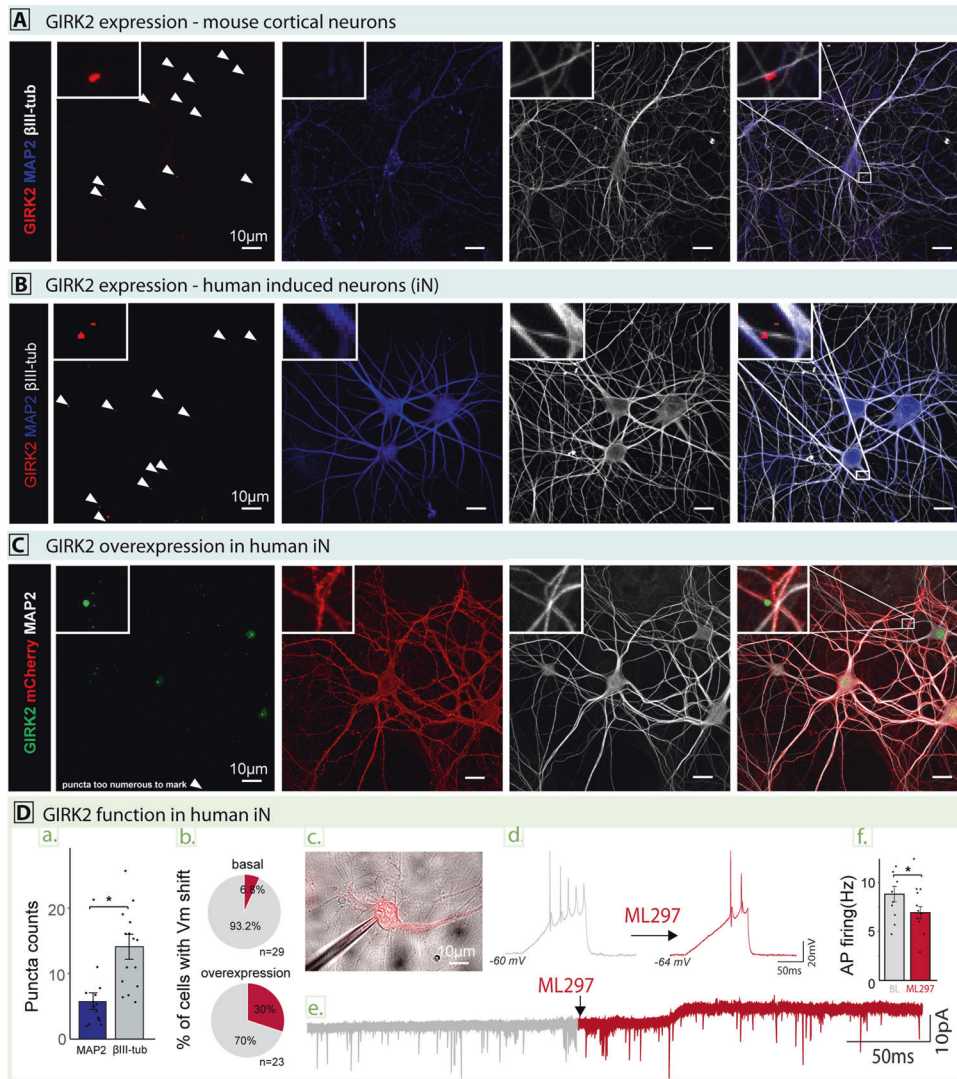 A GIRK2 expression - mouse cortical neurons
GIRK2 MAP2 βIII-tub
10µm
B GIRK2 expression - human induced neurons (iN)
GIRK2 MAP2 βIII-tub
10µm
C GIRK2 overexpression in human iN
GIRK2 mCherry MAP2
puncta too numerous to mark
10µm
D GIRK2 function in human iN
a.
Puncta counts
20
10
0
MAP2 βIII-tub
*
b.
% of cells with Vm shift
basal
6.8%
93.2%
n=29
overexpression
30%
70%
n=23
c.
10µm
d
-60 mV
ML297
-64 mV
50ms
20mV
e.
ML297
50ms
10pA
f.
AP firing(Hz)
10
5
0
*
BL ML297